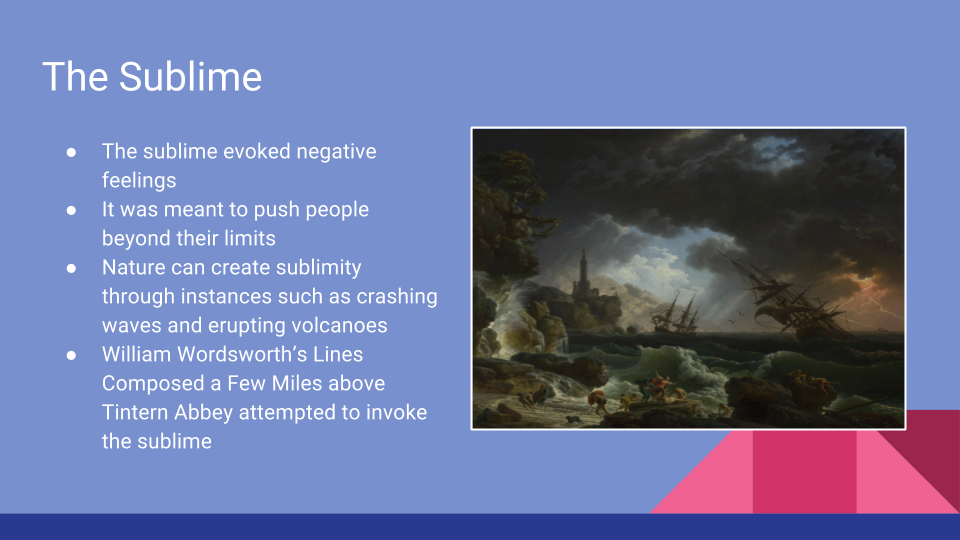 The Sublime
● The sublime evoked negative
feelings
● It was meant to push people
beyond their limits
● Nature can create sublimity
through instances such as crashing
waves and erupting volcanoes
● William Wordsworth’s Lines
Composed a Few Miles above
Tintern Abbey attempted to invoke
the sublime